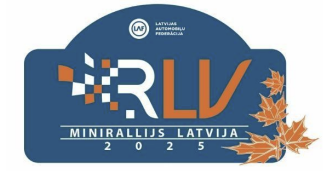 LAF
LATVIJAS
AUTOMOBIĻU
FEDERĀCIJA
RLV
MINIRALLIJS LATVIJA
2025